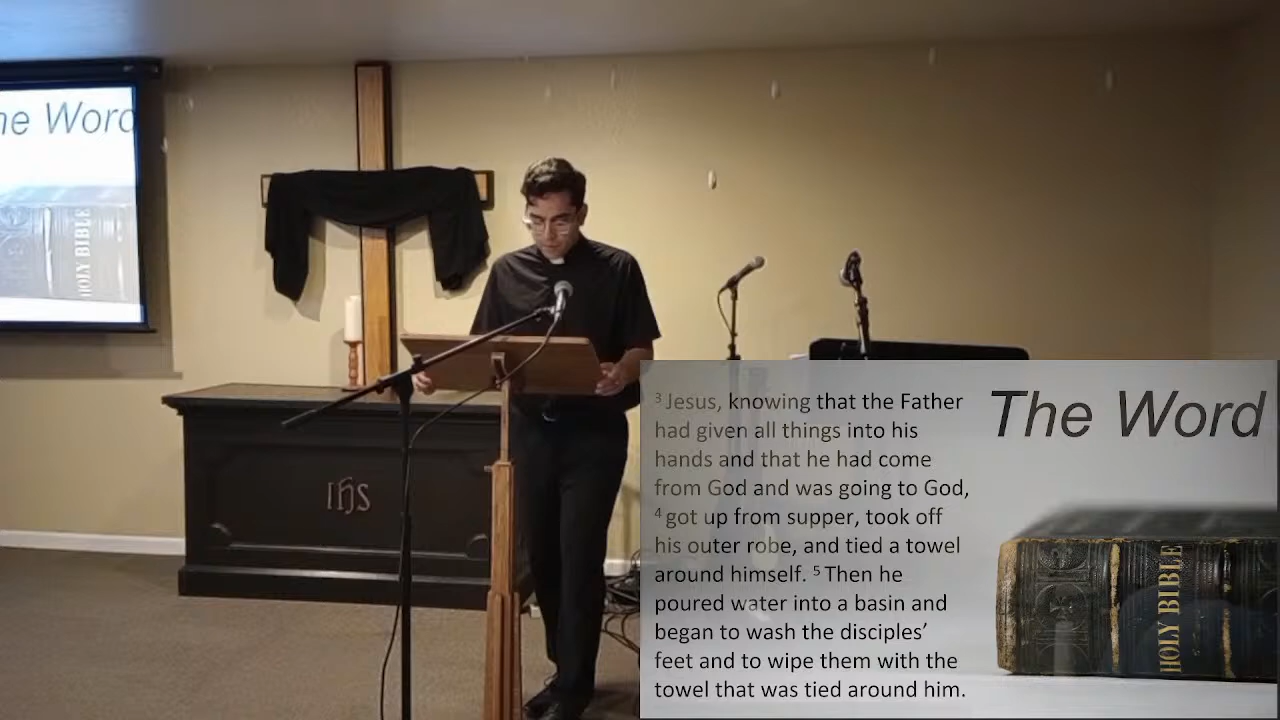 he Word
HOLY BIBLE
IHS
³ Jesus, knowing that the Father
had given all things into his
hands and that he had come
from God and was going to God,
⁴ got up from supper, took off
his outer robe, and tied a towel
around himself. ⁵ Then he
poured water into a basin and
began to wash the disciples’
feet and to wipe them with the
towel that was tied around him.
The Word
HOLY BIBLE